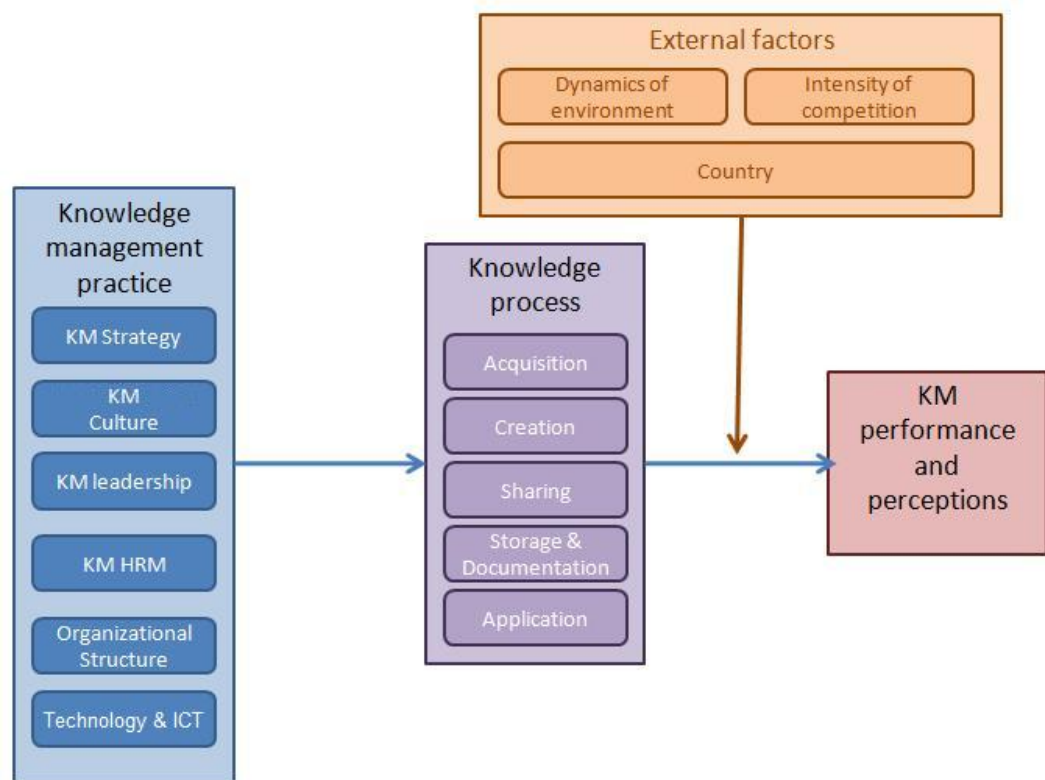 External factors
Dynamics of
environment
Intensity of
competition
Country
Knowledge
management
practice
KM Strategy
KM
Culture
KM leadership
KM HRM
Organizational
Structure
Technology & ICT
Knowledge
process
Acquisition
Creation
Sharing
Storage &
Documentation
Application
KM
performance
and
perceptions